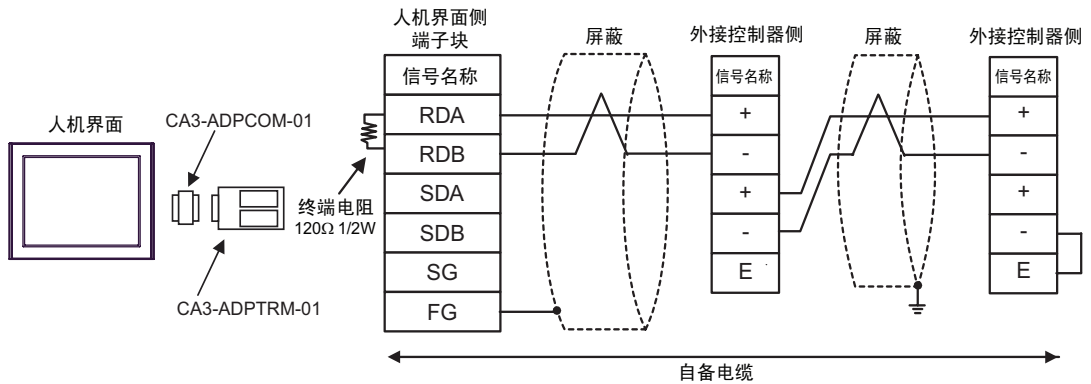 人机界面
CA3-ADPCOM-01
CA3-ADPTRM-01
终端电阻
120Ω 1/2W
人机界面侧
端子块
信号名称
RDA
RDB
SDA
SDB
SG
FG
屏蔽
外接控制器侧
信号名称
+
-
+
-
E
屏蔽
外接控制器侧
信号名称
+
-
+
-
E
自备电缆